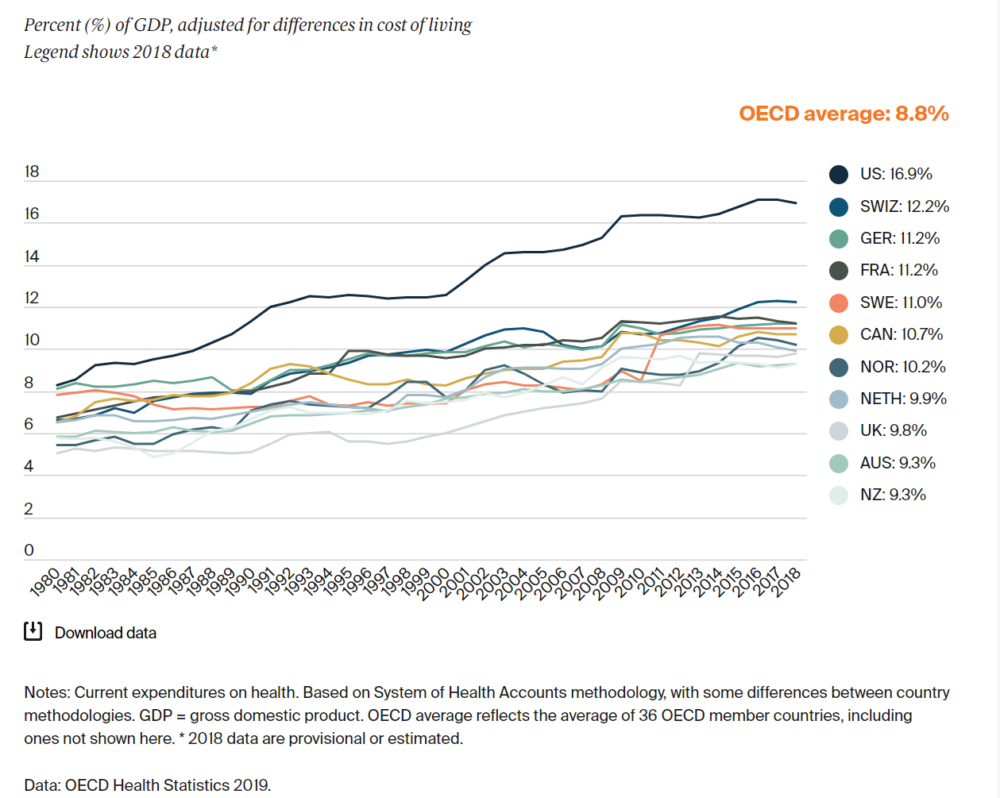 Percent (%) of GDP, adjusted for differences in cost of living
Legend shows 2018 data*
OECD average: 8.8%
18
16
14
12
10
8
6
4
2
0
US: 16.9%
SWIZ: 12.2%
GER: 11.2%
FRA: 11.2%
SWE: 11.0%
CAN: 10.7%
NOR: 10.2%
NETH: 9.9%
UK: 9.8%
AUS: 9.3%
NZ: 9.3%
1980 1981 1982 1983 1984 1985 1986 1987 1988 1989 1990 1991 1992 1993 1994 1995 1996 1997 1998 1999 2000 2001 2002 2003 2004 2005 2006 2007 2008 2009 2010 2011 2012 2013 2014 2015 2016 2017 2018
Download data
Notes: Current expenditures on health. Based on System of Health Accounts methodology, with some differences between country
methodologies. GDP = gross domestic product. OECD average reflects the average of 36 OECD member countries, including
ones not shown here. * 2018 data are provisional or estimated.
Data: OECD Health Statistics 2019.